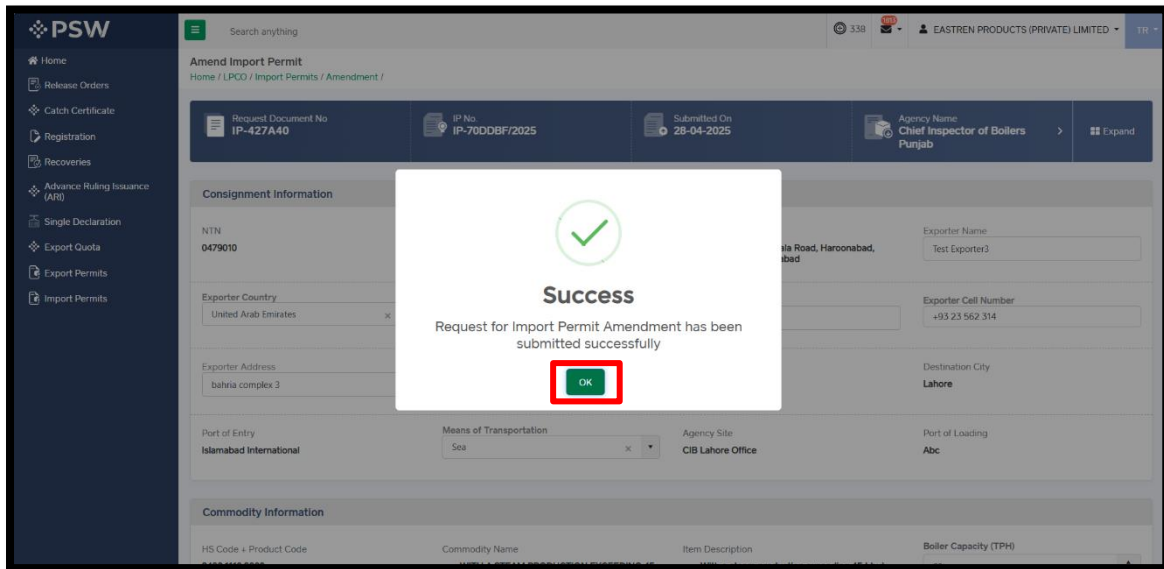 PSW
Search anything
338
1853
EASTREN PRODUCTS (PRIVATE) LIMITED
TR
Home
Release Orders
Catch Certificate
Registration
Recoveries
Advance Ruling Issuance
(ARI)
Single Declaration
Export Quota
Export Permits
Import Permits
Amend Import Permit
Home / LPCO / Import Permits / Amendment /
Request Document No
IP-427A40
IP No.
IP-70DDBF/2025
Submitted On
28-04-2025
Agency Name
Chief Inspector of Boilers
Punjab
Expand
Consignment Information
NTN
0479010
ala Road, Haroonabad,
abad
Exporter Name
Test Exporter3
Exporter Country
United Arab Emirates
Exporter Cell Number
+93 23 562 314
Success
Request for Import Permit Amendment has been
submitted successfully
OK
Exporter Address
bahria complex 3
Destination City
Lahore
Port of Entry
Islamabad International
Means of Transportation
Sea
Agency Site
CIB Lahore Office
Port of Loading
Abc
Commodity Information
HS Code + Product Code
Commodity Name
Item Description
Boiler Capacity (TPH)